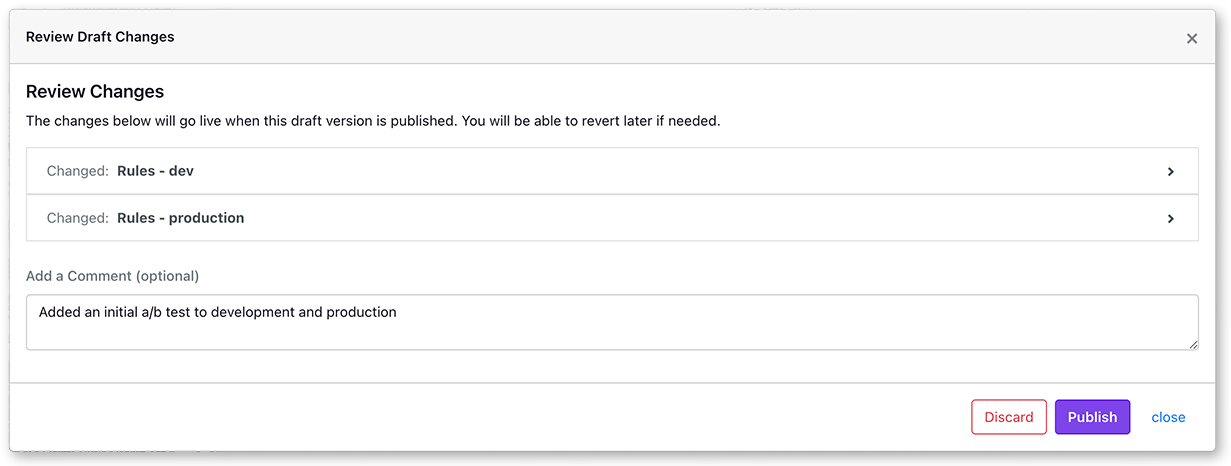 Review Draft Changes
×
Review Changes
The changes below will go live when this draft version is published. You will be able to revert later if needed.
Changed: Rules - dev
Changed: Rules - production
Add a Comment (optional)
Added an initial a/b test to development and production
Discard Publish close